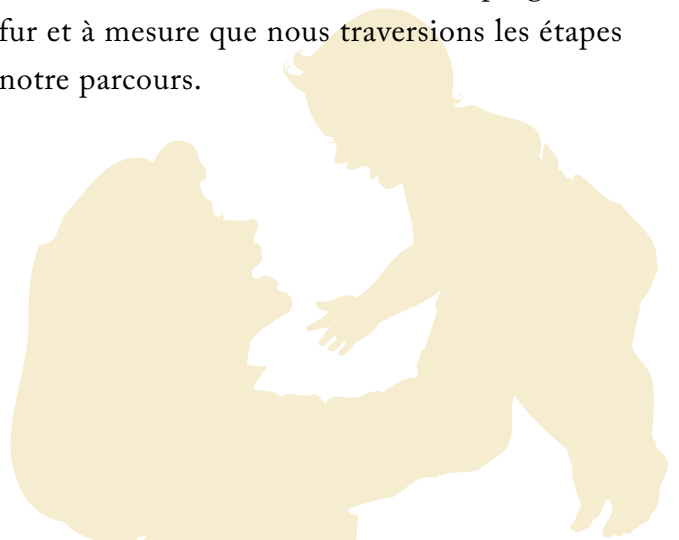 fur et à mesure que nous traversions les étapes
notre parcours.